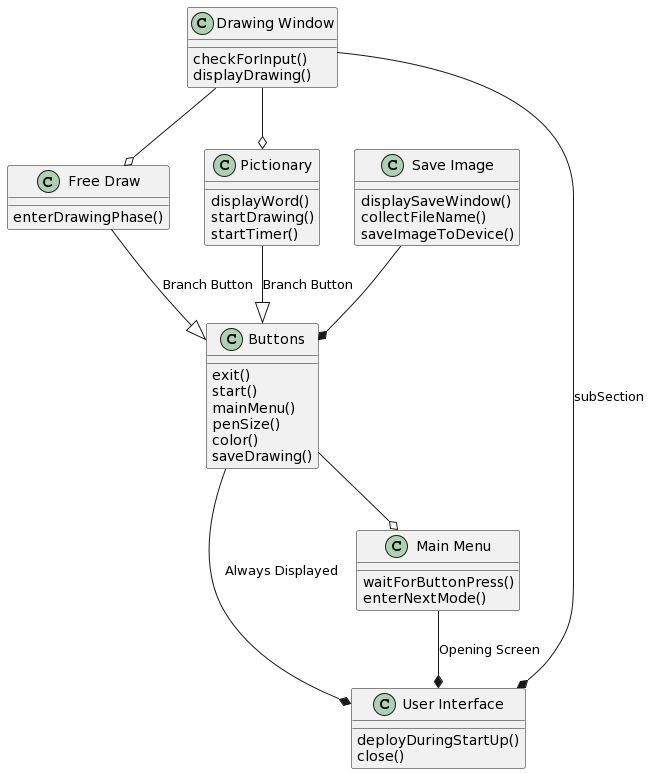 C Drawing Window
checkForInput()
displayDrawing()
C Free Draw
enterDrawingPhase()
C Pictionary
displayWord()
startDrawing()
startTimer()
C Save Image
displaySaveWindow()
collectFileName()
saveImageToDevice()
Branch Button
Branch Button
C Buttons
exit()
start()
mainMenu()
penSize()
color()
saveDrawing()
subSection
Always Displayed
C Main Menu
waitForButtonPress()
enterNextMode()
Opening Screen
C User Interface
deployDuringStartUp()
close()